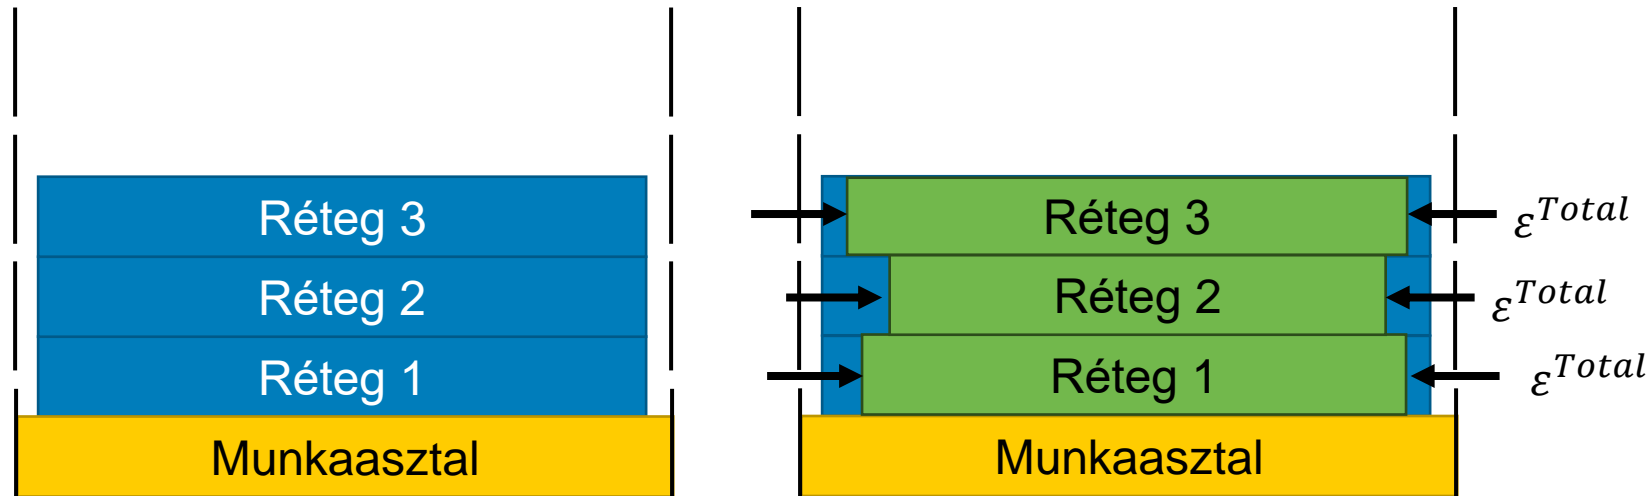 Réteg 3
Réteg 2
Réteg 1
Munkaasztal
Réteg 3
ε^Total
Réteg 2
ε^Total
Réteg 1
ε^Total
Munkaasztal